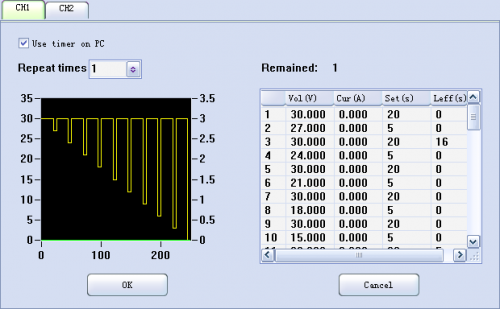 CH1 CH2
Use timer on PC
Repeat times 1 Remained: 1
35 3.5
30 3
25 2.5
20 2
15 1.5
10 1
5 0.5
0 0
0 100 200
Vol(V) Cur(A) Set(s) Leff(s)
1 30.000 0.000 20 0
2 27.000 0.000 5 0
3 30.000 0.000 20 16
4 24.000 0.000 5 0
5 30.000 0.000 20 0
6 21.000 0.000 5 0
7 30.000 0.000 20 0
8 18.000 0.000 5 0
9 30.000 0.000 20 0
10 15.000 0.000 5 0
OK Cancel